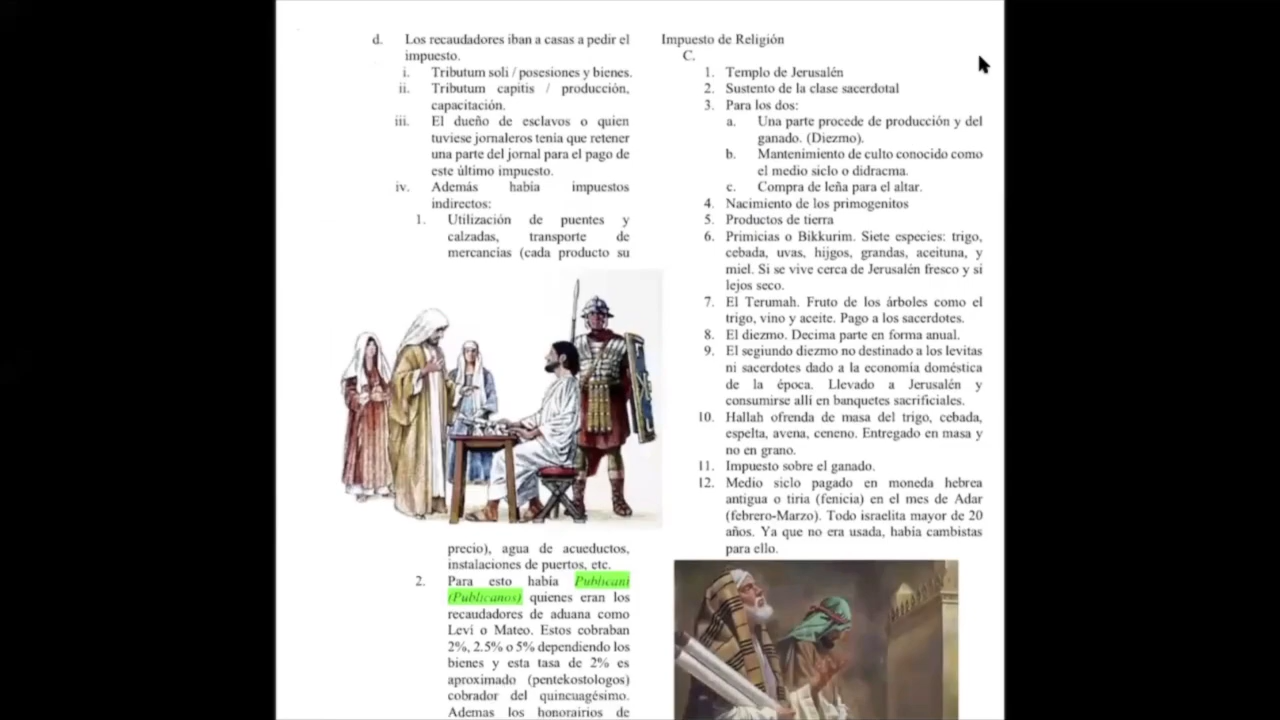 d. Los recaudadores iban a casas a pedir el
impuesto.
i. Tributum soli / posesiones y bienes.
ii. Tributum capitis / producción,
capacitación.
iii. El dueño de esclavos o quien
tuviese jornaleros tenía que retener
una parte del jornal para el pago de
este último impuesto.
iv. Además había impuestos
indirectos:
1. Utilización de puentes y
calzadas, transporte de
mercancías (cada producto su
precio), agua de acueductos,
instalaciones de puertos, etc.
2. Para esto había Publicani
(Publicanos) quienes eran los
recaudadores de aduana como
Leví o Mateo. Estos cobraban
2%, 2.5% o 5% dependiendo los
bienes y esta tasa de 2% es
aproximado (pentekostologos)
cobrador del quincuagésimo.
Ademas los honorairios de
Impuesto de Religión
C.
1. Templo de Jerusalén
2. Sustento de la clase sacerdotal
3. Para los dos:
a. Una parte procede de producción y del
ganado. (Diezmo).
b. Mantenimiento de culto conocido como
el medio siclo o didracma.
c. Compra de leña para el altar.
4. Nacimiento de los primogenitos
5. Productos de tierra
6. Primicias o Bikkurim. Siete especies: trigo,
cebada, uvas, hijgos, grandas, aceituna, y
miel. Si se vive cerca de Jerusalén fresco y si
lejos seco.
7. El Terumah. Fruto de los árboles como el
trigo, vino y aceite. Pago a los sacerdotes.
8. El diezmo. Decima parte en forma anual.
9. El segiundo diezmo no destinado a los levitas
ni sacerdotes dado a la economía doméstica
de la época. Llevado a Jerusalén y
consumirse allí en banquetes sacrificiales.
10. Hallah ofrenda de masa del trigo, cebada,
espelta, avena, ceneno. Entregado en masa y
no en grano.
11. Impuesto sobre el ganado.
12. Medio siclo pagado en moneda hebrea
antigua o tiria (fenicia) en el mes de Adar
(febrero-Marzo). Todo israelita mayor de 20
años. Ya que no era usada, había cambistas
para ello.